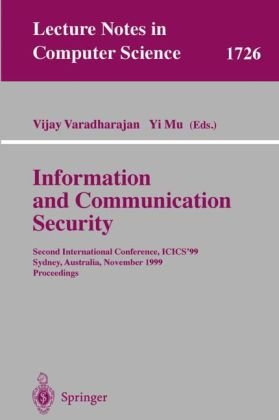 Lecture Notes in
Computer Science 1726
Vijay Varadharajan Yi Mu (Eds.)
Information
and Communication
Security
Second International Conference, ICICS'99
Sydney, Australia, November 1999
Proceedings
Springer